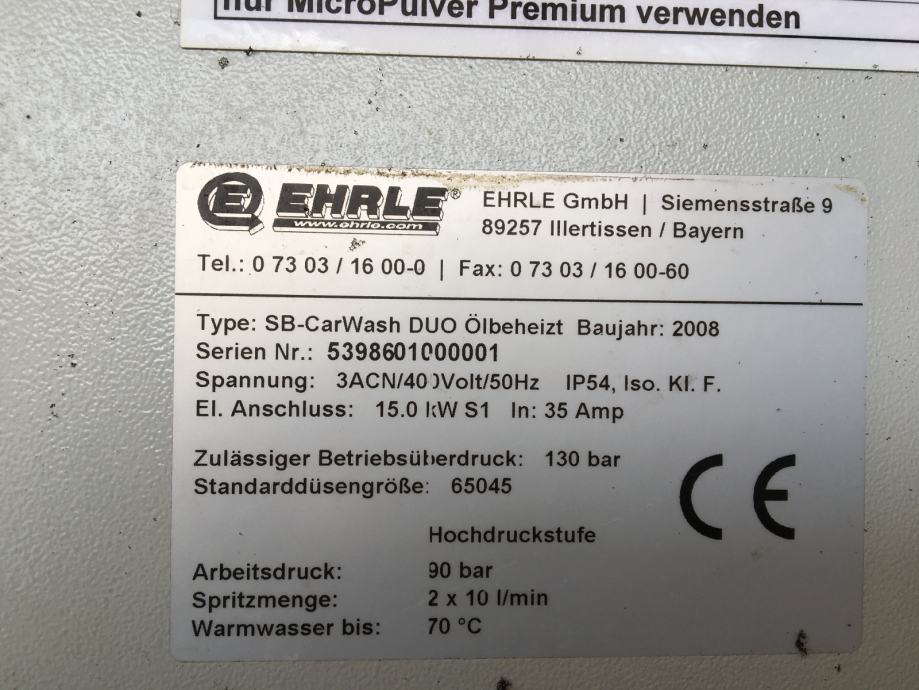 nur MicroPulver Premium verwenden
E EHRLE® EHRLE GmbH | Siemensstraße 9
www.ehrle.com 89257 Illertissen / Bayern
Tel.: 0 73 03 / 16 00-0 | Fax: 0 73 03 / 16 00-60
Type: SB-CarWash DUO Ölbeheizt Baujahr: 2008
Serien Nr.: 5398601000001
Spannung: 3ACN/400Volt/50Hz IP54, Iso. Kl. F.
El. Anschluss: 15.0 kW S1 In: 35 Amp
Zulässiger Betriebsüberdruck: 130 bar
Standarddüsengröße: 65045
CE
Hochdruckstufe
Arbeitsdruck: 90 bar
Spritzmenge: 2 x 10 l/min
Warmwasser bis: 70 °C